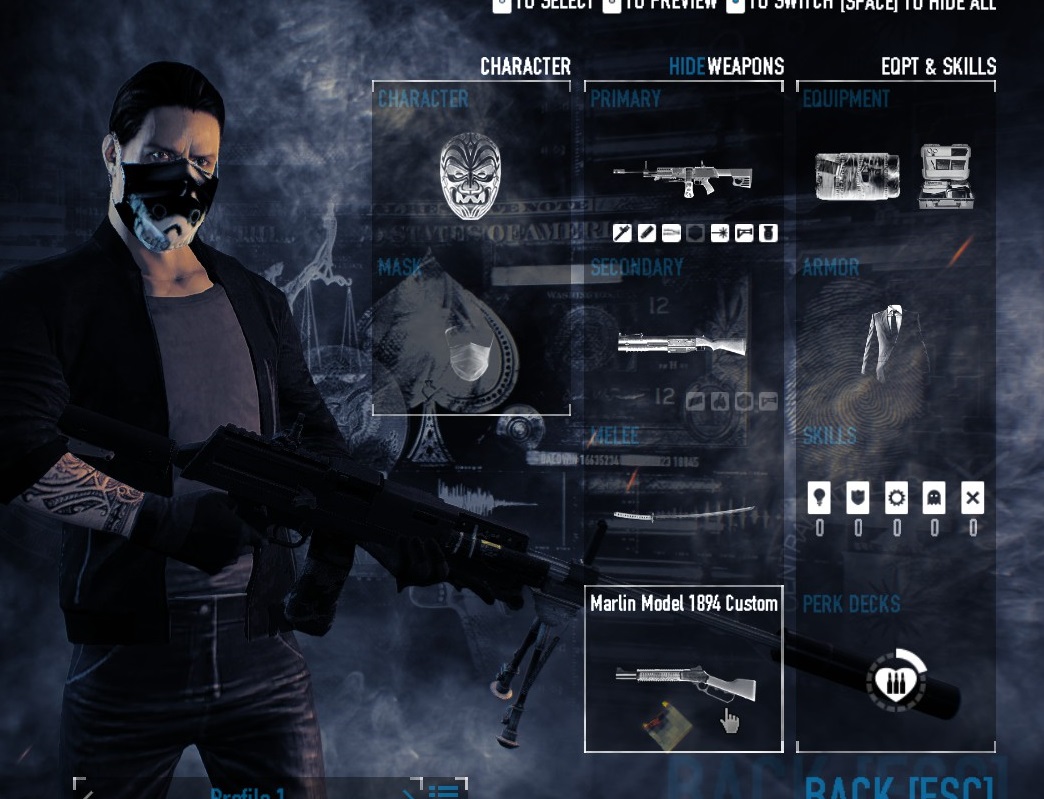 TO SELECT TO PREVIEW TO SWITCH [SPACE] TO HIDE ALL
CHARACTER HIDE WEAPONS EQPT & SKILLS
CHARACTER PRIMARY EQUIPMENT
MASK SECONDARY ARMOR
12
12
MELEE SKILLS
0 0 0 0 0
Marlin Model 1894 Custom PERK DECKS
Profile 1 BACK [ESC]